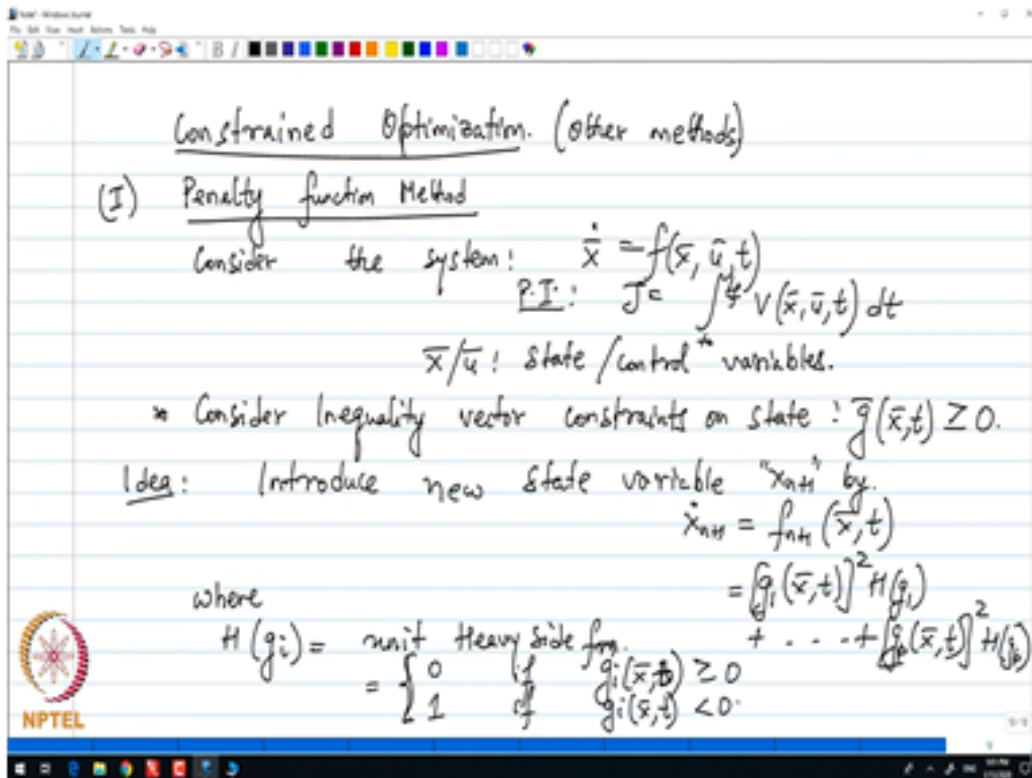 Constrained Optimization. (Other methods)
(I) Penalty function Method
Consider the system: ẋ̄ = f(x̄, ū, t)
P.I.: J = ∫ₜ₀^{t_f} V(x̄, ū, t) dt
x̄/ū: State/control variables.
* Consider Inequality vector constraints on state: ḡ(x̄,t) ≥ 0.
Idea: Introduce new state variable "xₙ₊₁" by.
ẋₙ₊₁ = fₙ₊₁(x̄,t)
= [g₁(x̄,t)]² H(g₁)
where
+ . . . + [gₚ(x̄,t)]² H(gₚ)
H(gᵢ) = unit Heavy side fn.
= { 0 if gᵢ(x̄,t) ≥ 0
1 if gᵢ(x̄,t) < 0.
NPTEL